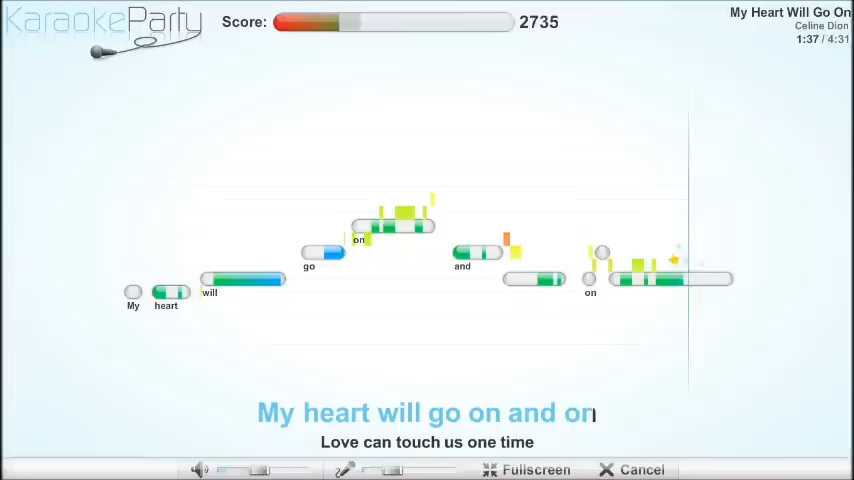 KaraokeParty
Score: 2735
My Heart Will Go On
Celine Dion
1:37 / 4:31
on
go
and
will
on
My
heart
My heart will go on and on
Love can touch us one time
Fullscreen
Cancel